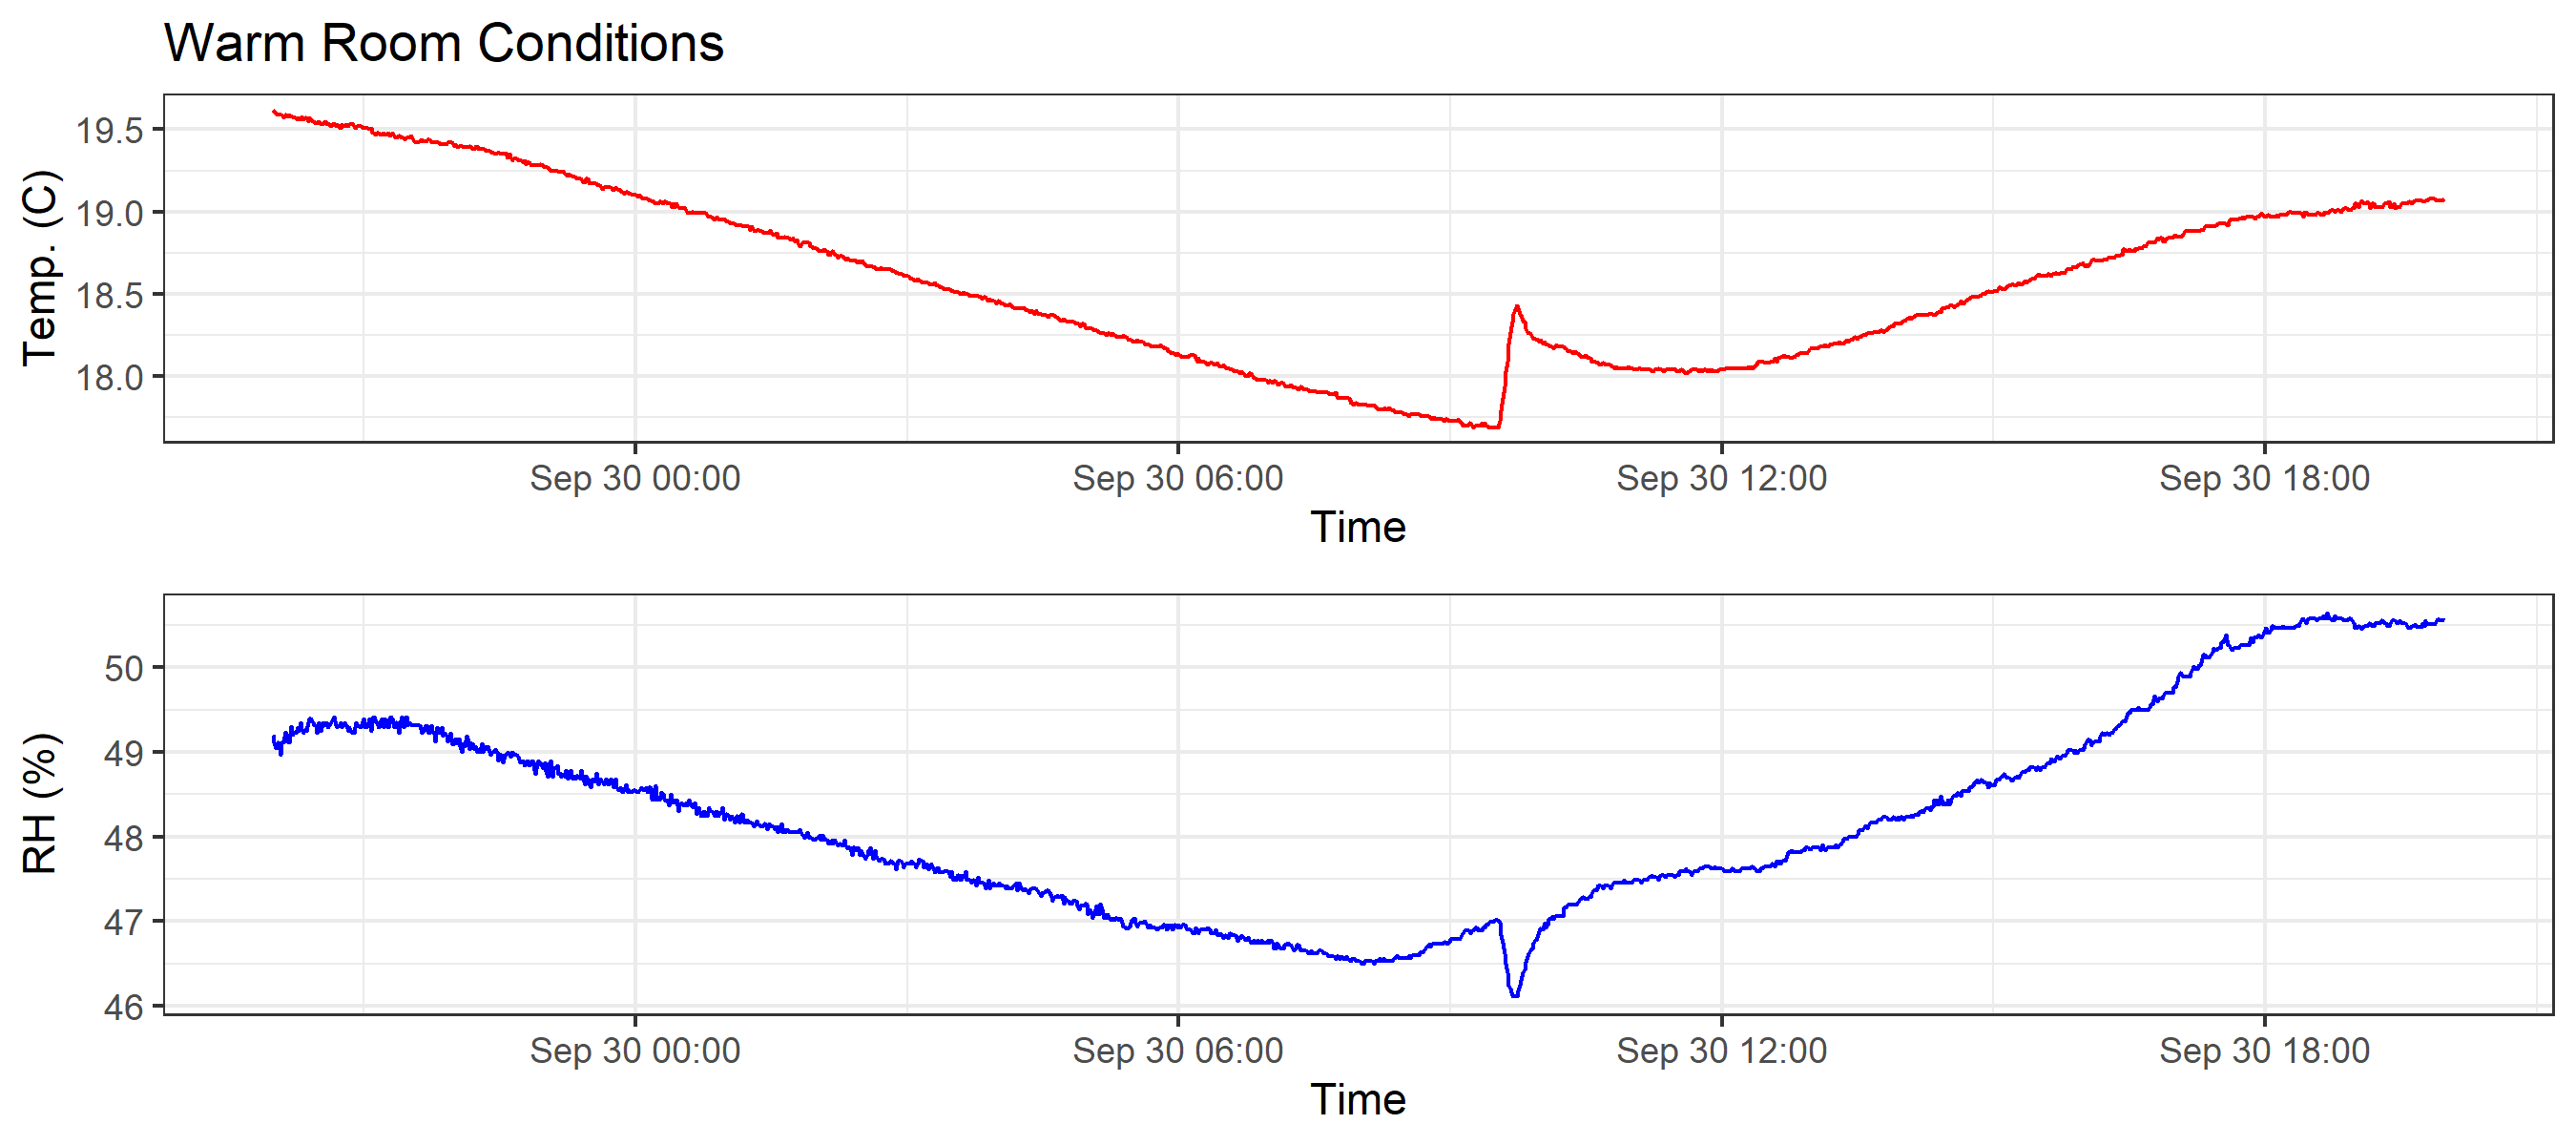 Warm Room Conditions
Temp. (C)
19.5
19.0
18.5
18.0
Sep 30 00:00 Sep 30 06:00 Sep 30 12:00 Sep 30 18:00
Time
RH (%)
50
49
48
47
46
Sep 30 00:00 Sep 30 06:00 Sep 30 12:00 Sep 30 18:00
Time